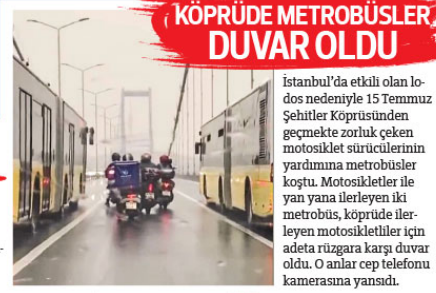 KÖPRÜDE METROBÜSLER
DUVAR OLDU
İstanbul'da etkili olan lo-
dos nedeniyle 15 Temmuz
Şehitler Köprüsünden
geçmekte zorluk çeken
motosiklet sürücülerinin
yardımına metrobüsler
koştu. Motosikletler ile
yan yana ilerleyen iki
metrobüs, köprüde iler-
leyen motosikletliler için
adeta rüzgara karşı duvar
oldu. O anlar cep telefonu
kamerasına yansıdı.